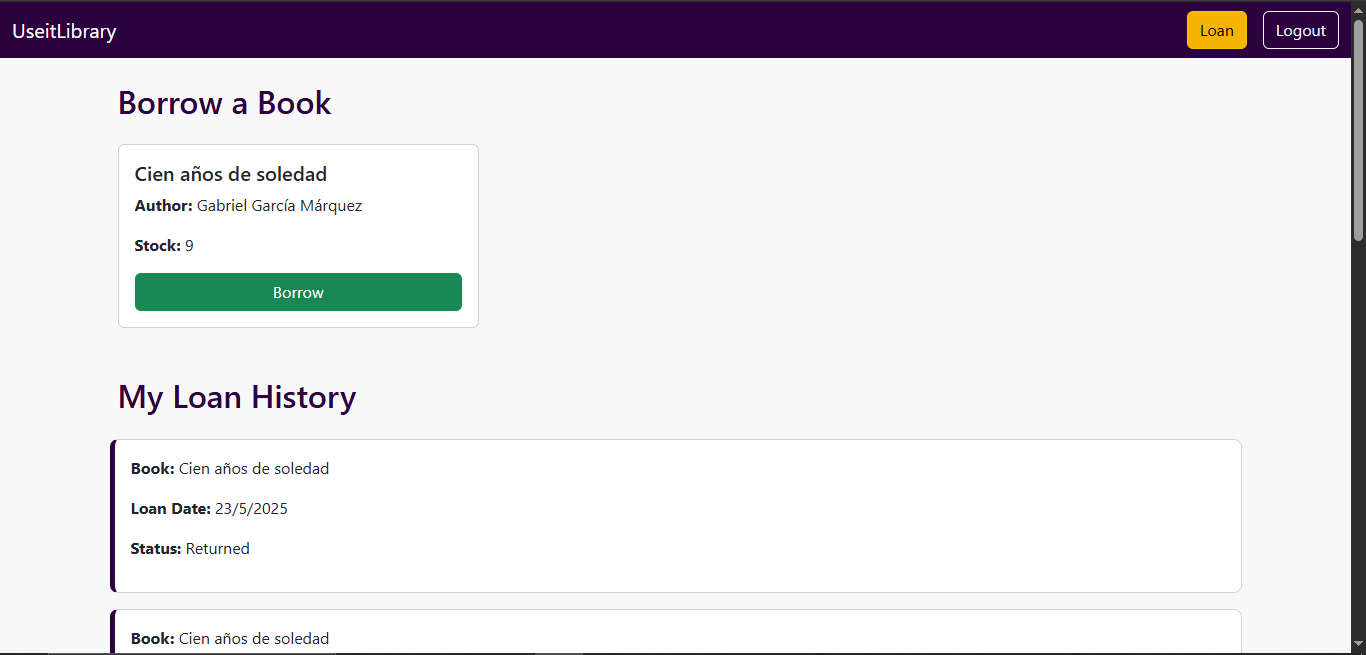 UseitLibrary
Loan
Logout
Borrow a Book
Cien años de soledad
Author: Gabriel García Márquez
Stock: 9
Borrow
My Loan History
Book: Cien años de soledad
Loan Date: 23/5/2025
Status: Returned
Book: Cien años de soledad